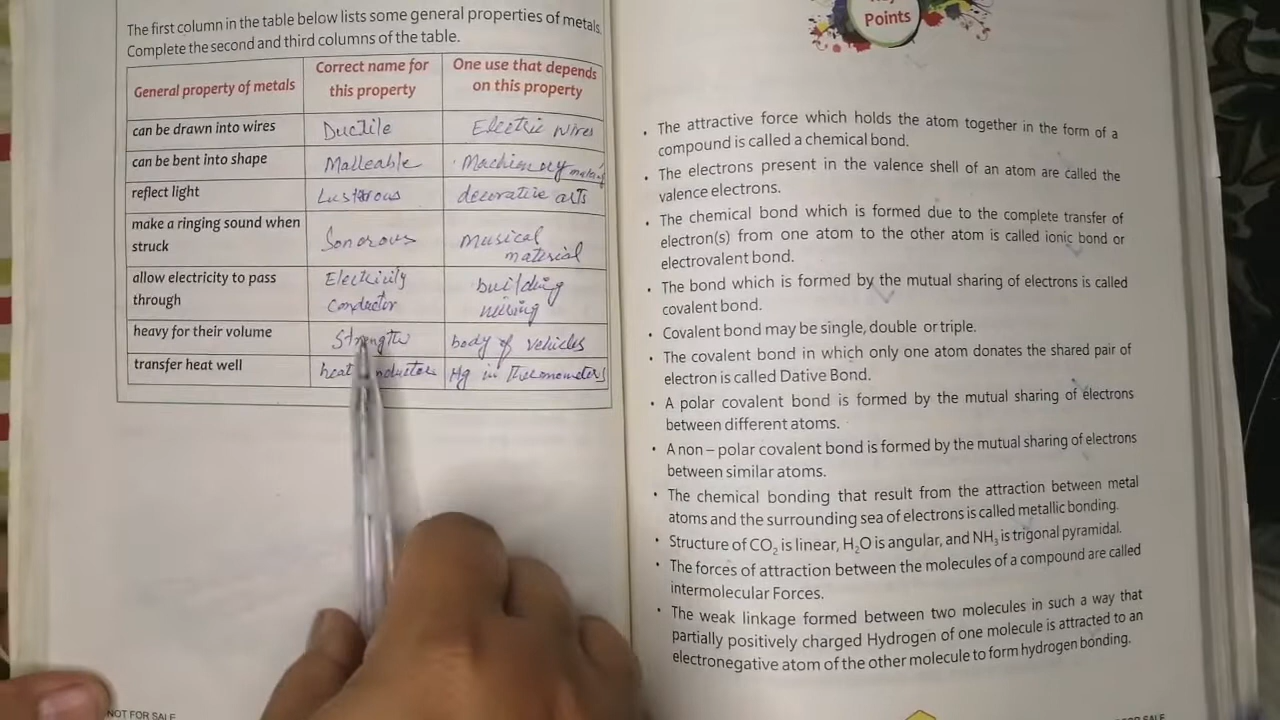 The first column in the table below lists some general properties of metals.
Complete the second and third columns of the table.
General property of metals
Correct name for
this property
One use that depends
on this property
can be drawn into wires
Ductile
Electric wires
can be bent into shape
Malleable
reflect light
Lustrous
decorative arts
make a ringing sound when
struck
Sonorous
Musical
material
allow electricity to pass
through
Electricity
Conductor
building
wiring
heavy for their volume
Strength
body of vehicles
transfer heat well
heat
Hg in Thermometers
NOT FOR SALE
Points
• The attractive force which holds the atom together in the form of a
compound is called a chemical bond.
• The electrons present in the valence shell of an atom are called the
valence electrons.
• The chemical bond which is formed due to the complete transfer of
electron(s) from one atom to the other atom is called ionic bond or
electrovalent bond.
• The bond which is formed by the mutual sharing of electrons is called
covalent bond.
• Covalent bond may be single, double or triple.
• The covalent bond in which only one atom donates the shared pair of
electron is called Dative Bond.
• A polar covalent bond is formed by the mutual sharing of electrons
between different atoms.
• A non – polar covalent bond is formed by the mutual sharing of electrons
between similar atoms.
• The chemical bonding that result from the attraction between metal
atoms and the surrounding sea of electrons is called metallic bonding.
• Structure of CO₂ is linear, H₂O is angular, and NH₃ is trigonal pyramidal.
• The forces of attraction between the molecules of a compound are called
intermolecular Forces.
• The weak linkage formed between two molecules in such a way that
partially positively charged Hydrogen of one molecule is attracted to an
electronegative atom of the other molecule to form hydrogen bonding.
SALE